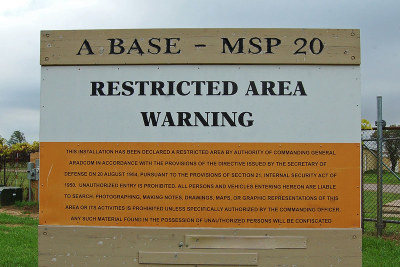 A BASE - MSP 20
RESTRICTED AREA
WARNING
THIS INSTALLATION HAS BEEN DECLARED A RESTRICTED AREA BY AUTHORITY OF COMMANDING GENERAL
ARADCOM IN ACCORDANCE WITH THE PROVISIONS OF THE DIRECTIVE ISSUED BY THE SECRETARY OF
DEFENSE ON 20 AUGUST 1954, PURSUANT TO THE PROVISIONS OF SECTION 21, INTERNAL SECURITY ACT OF
1950. UNAUTHORIZED ENTRY IS PROHIBITED. ALL PERSONS AND VEHICLES ENTERING HEREON ARE LIABLE
TO SEARCH. PHOTOGRAPHING, MAKING NOTES, DRAWINGS, MAPS, OR GRAPHIC REPRESENTATIONS OF THIS
AREA OR ITS ACTIVITIES IS PROHIBITED UNLESS SPECIFICALLY AUTHORIZED BY THE COMMANDING OFFICER.
ANY SUCH MATERIAL FOUND IN THE POSSESSION OF UNAUTHORIZED PERSONS WILL BE CONFISCATED